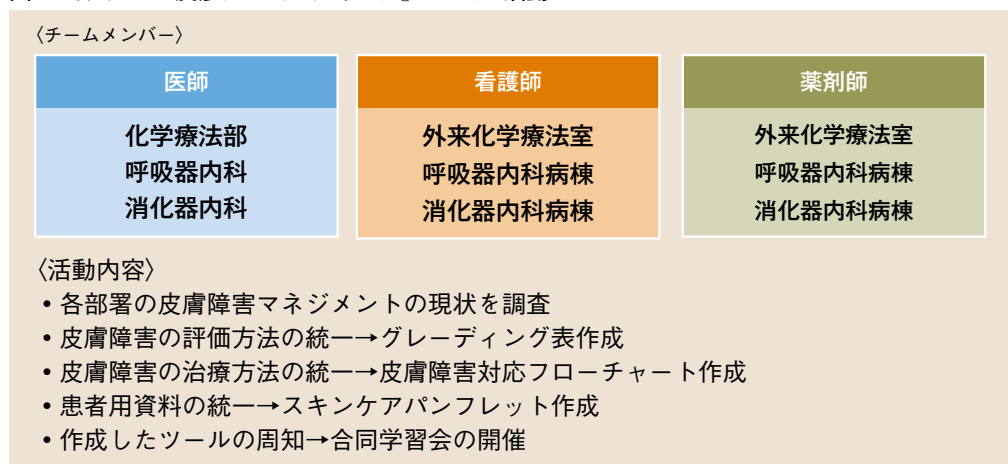 〈チームメンバー〉
医師
化学療法部
呼吸器内科
消化器内科
看護師
外来化学療法室
呼吸器内科病棟
消化器内科病棟
薬剤師
外来化学療法室
呼吸器内科病棟
消化器内科病棟
〈活動内容〉
• 各部署の皮膚障害マネジメントの現状を調査
• 皮膚障害の評価方法の統一→グレーディング表作成
• 皮膚障害の治療方法の統一→皮膚障害対応フローチャート作成
• 患者用資料の統一→スキンケアパンフレット作成
• 作成したツールの周知→合同学習会の開催